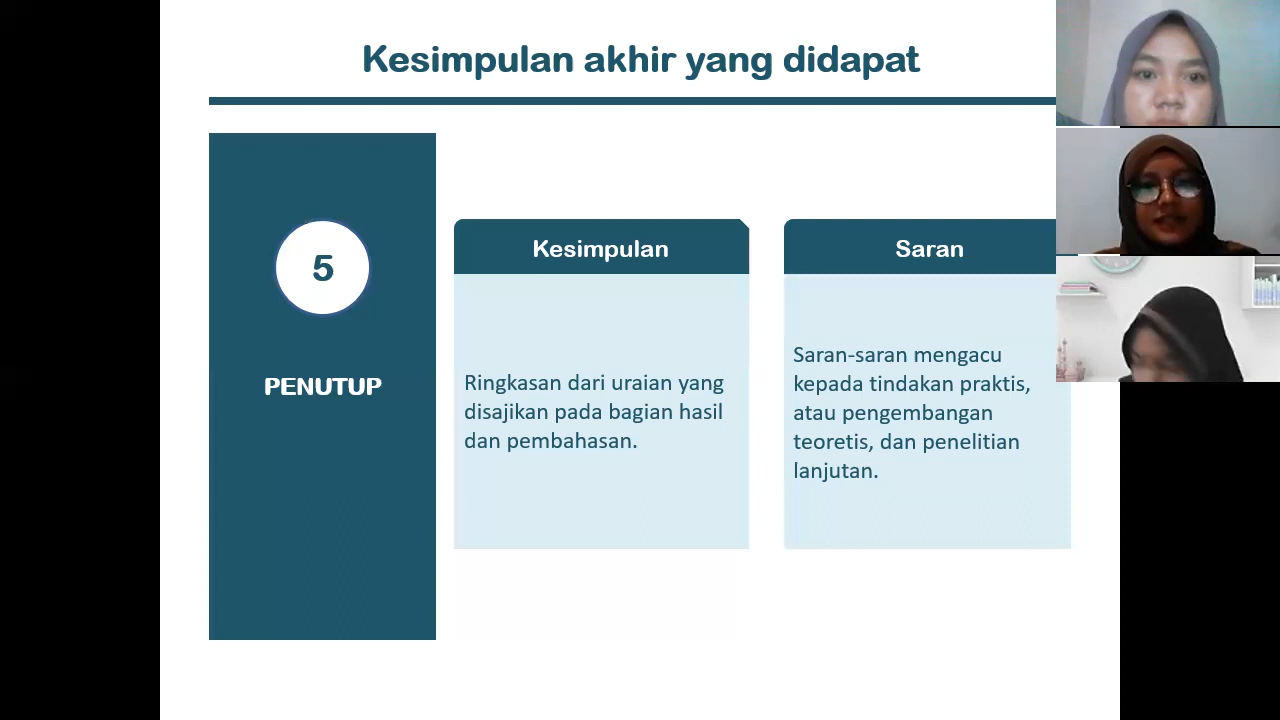 Kesimpulan akhir yang didapat
5
PENUTUP
Kesimpulan
Ringkasan dari uraian yang
disajikan pada bagian hasil
dan pembahasan.
Saran
Saran-saran mengacu
kepada tindakan praktis,
atau pengembangan
teoretis, dan penelitian
lanjutan.